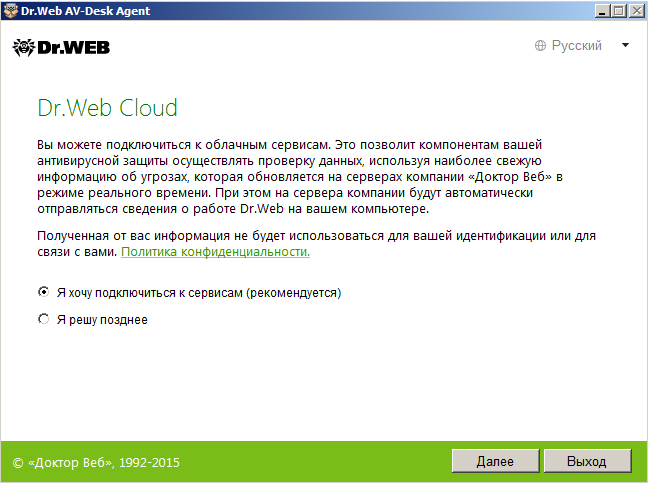 Dr.Web AV-Desk Agent
Dr.WEB
Русский
Dr.Web Cloud
Вы можете подключиться к облачным сервисам. Это позволит компонентам вашей
антивирусной защиты осуществлять проверку данных, используя наиболее свежую
информацию об угрозах, которая обновляется на серверах компании «Доктор Веб» в
режиме реального времени. При этом на сервера компании будут автоматически
отправляться сведения о работе Dr.Web на вашем компьютере.
Полученная от вас информация не будет использоваться для вашей идентификации или для
связи с вами. Политика конфиденциальности.
Я хочу подключиться к сервисам (рекомендуется)
Я решу позднее
© «Доктор Веб», 1992-2015
Далее
Выход